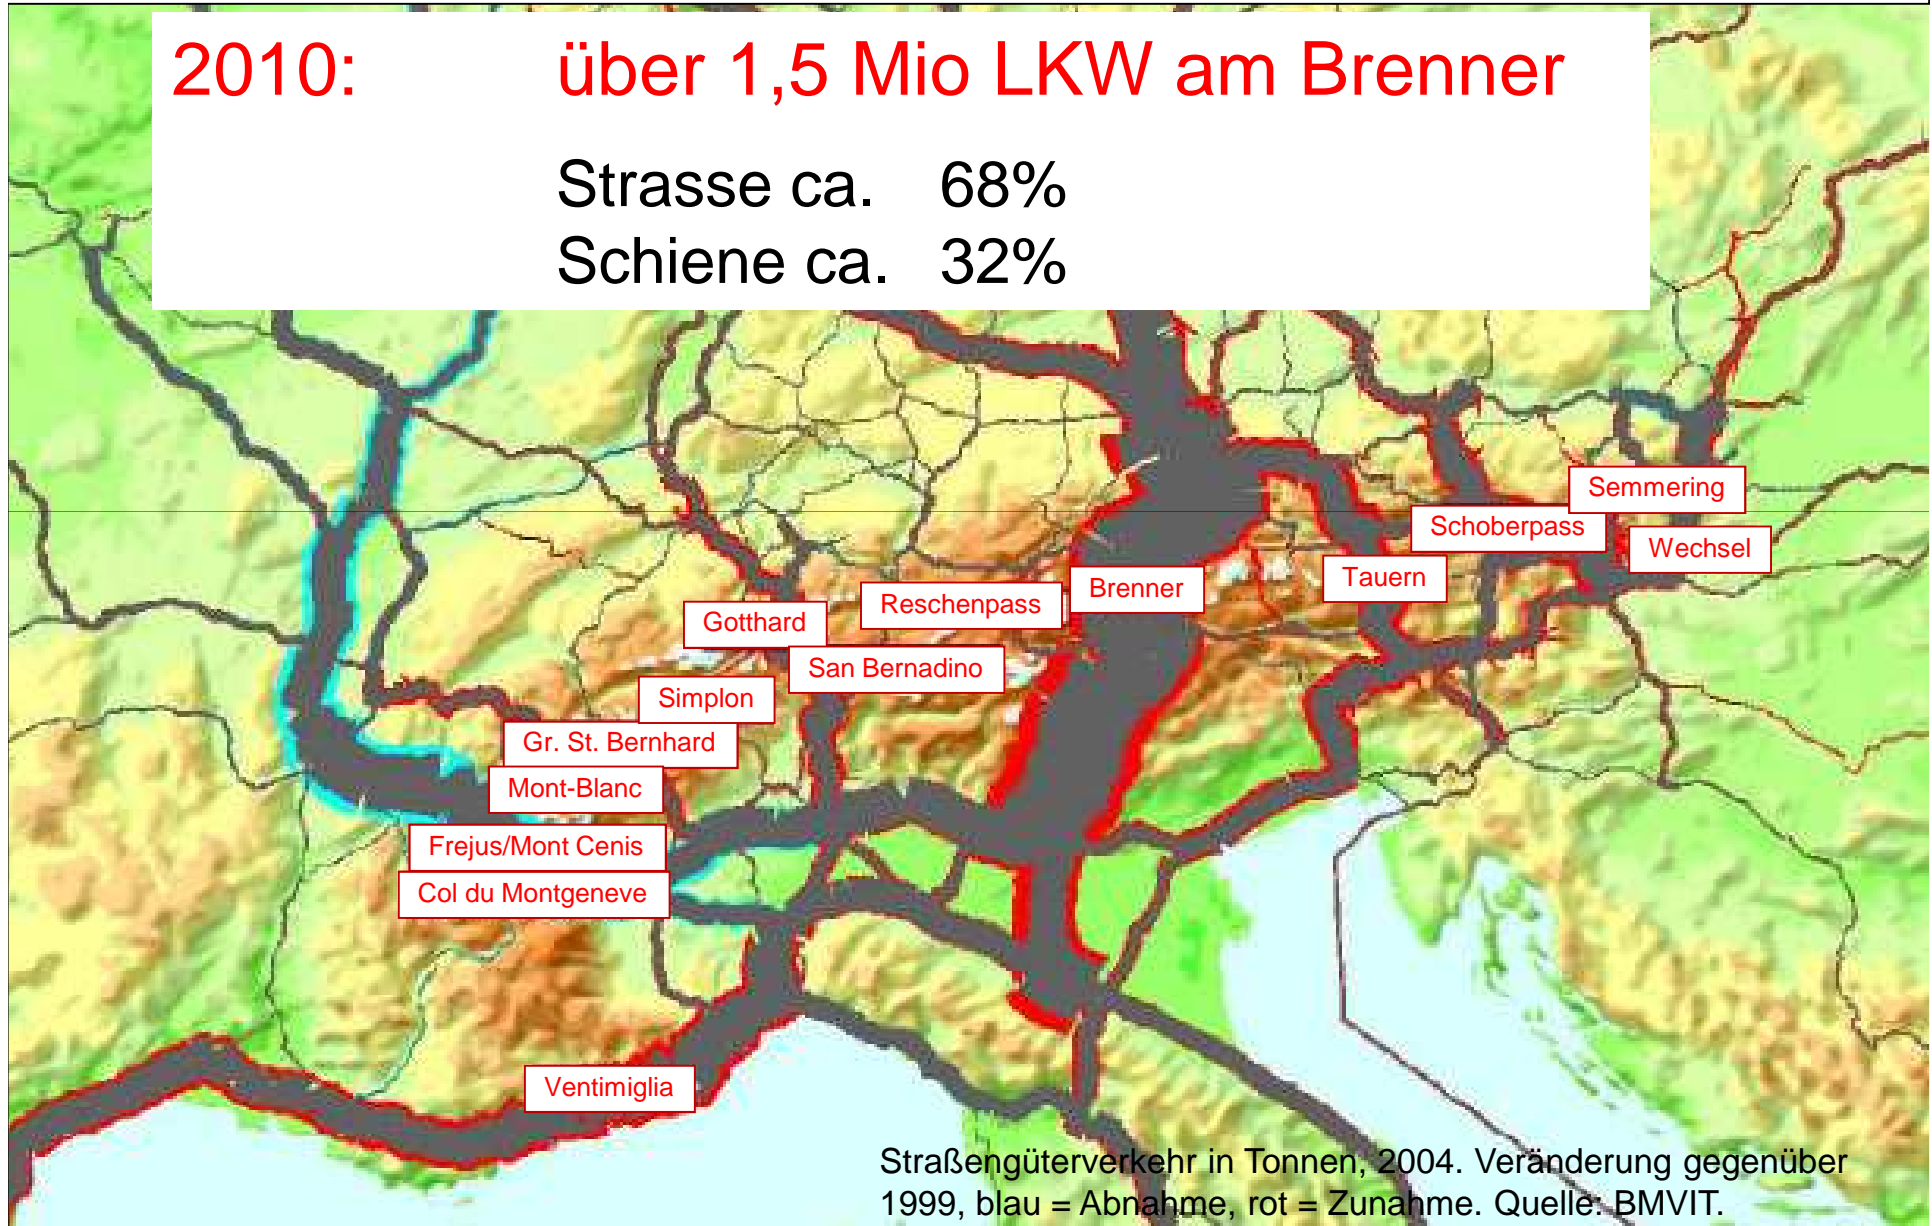 2010: über 1,5 Mio LKW am Brenner
Strasse ca. 68%
Schiene ca. 32%
Semmering
Schoberpass
Wechsel
Tauern
Brenner
Reschenpass
Gotthard
San Bernadino
Simplon
Gr. St. Bernhard
Mont-Blanc
Frejus/Mont Cenis
Col du Montgeneve
Ventimiglia
Straßengüterverkehr in Tonnen, 2004. Veränderung gegenüber
1999, blau = Abnahme, rot = Zunahme. Quelle: BMVIT.